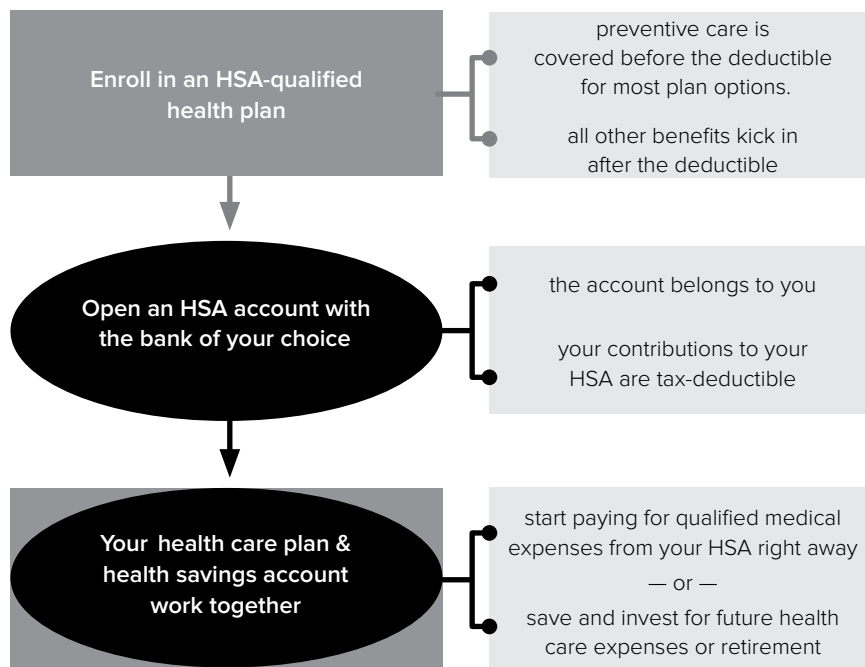 Enroll in an HSA-qualified
health plan
preventive care is
covered before the deductible
for most plan options.
all other benefits kick in
after the deductible
Open an HSA account with
the bank of your choice
the account belongs to you
your contributions to your
HSA are tax-deductible
Your health care plan &
health savings account
work together
start paying for qualified medical
expenses from your HSA right away
— or —
save and invest for future health
care expenses or retirement